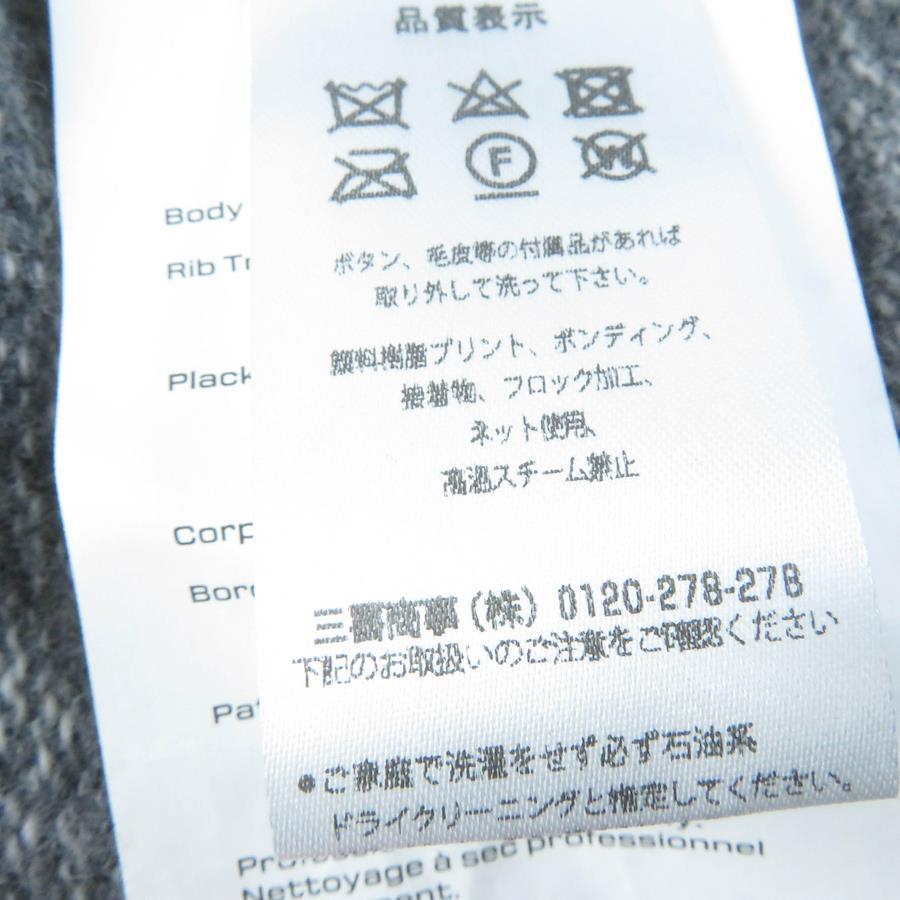 品質表示
F
W
Body
ボタン、毛皮等の付属品があれば
Rib
取り外して洗って下さい。
顔料樹脂プリント、ボンディング、
接着物、フロック加工、
ネット使用、
高温スチーム禁止
三喜商事(株) 0120-278-278
下記のお取扱いのご注意をご確認ください
●ご家庭で洗濯をせず必ず石油系
ドライクリーニングと指定してください。
professionnel
Nettoyage à sec